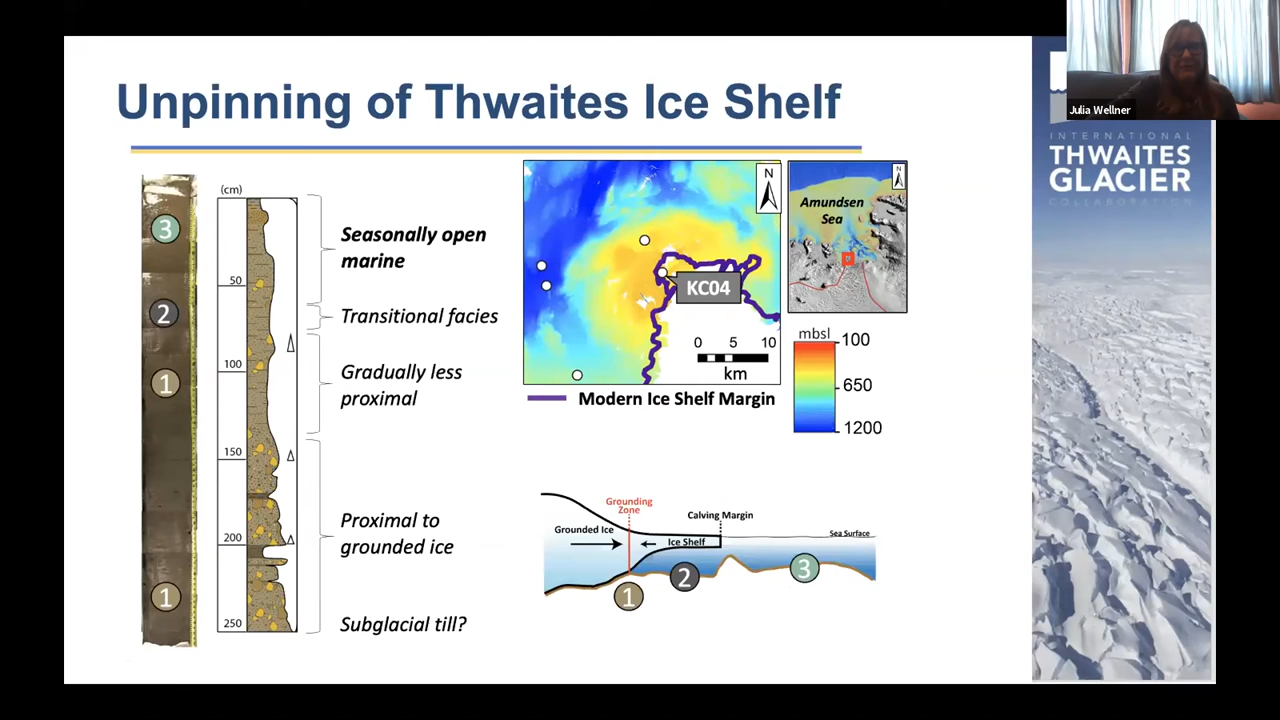 Unpinning of Thwaites Ice Shelf
Julia Wellner
INTERNATIONAL
THWAITES
GLACIER
COLLABORATION
(cm)
50
100
150
200
250
3
2
1
1
Seasonally open
marine
Transitional facies
Gradually less
proximal
Proximal to
grounded ice
Subglacial till?
N
KC04
0 5 10
km
Modern Ice Shelf Margin
N
Amundsen
Sea
mbsl
100
650
1200
Grounding
Zone
Calving Margin
Grounded Ice
Ice Shelf
Sea Surface
1
2
3